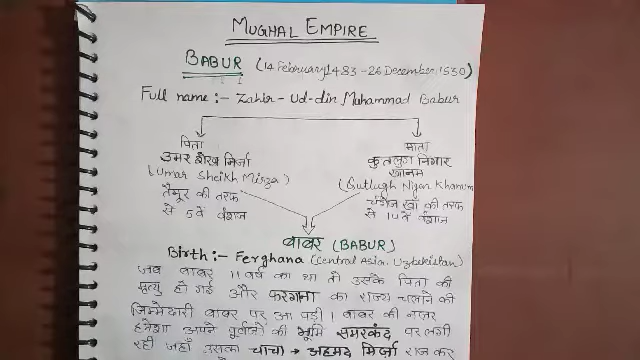 MUGHAL EMPIRE
BABUR (14 February 1483 - 26 December 1530)
Full name :- Zahir-Ud-din Muhammad Babur
पिता माता
उमर शेख मिर्जा कुतलुग निगार
खानम
(Umar Sheikh Mirza) (Qutlugh Nigar Khanum)
तैमूर की तरफ चंगेज खाँ की तरफ
से 5वें वंशज से 14वें वंशज
बाबर (BABUR)
Birth :- Ferghana (Central Asia, Uzbekistan)
जब बाबर 11 वर्ष का था तो उसके पिता की
मृत्यु हो गई और फरगना का राज्य चलाने की
जिम्मेदारी बाबर पर आ पड़ी। बाबर की नजर
हमेशा अपने पूर्वजों की भूमि समरकंद पर लगी
रही जहाँ उसका चाचा → अहमद मिर्जा राज कर